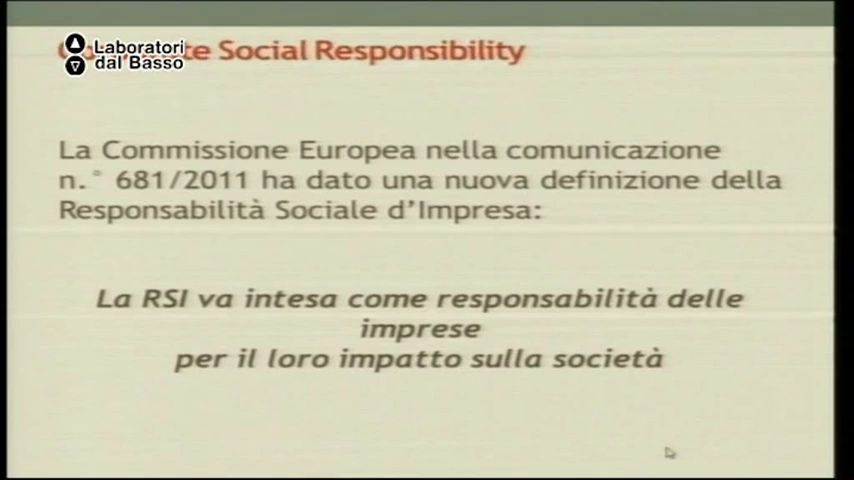 Laboratori
dal Basso
Social Responsibility
La Commissione Europea nella comunicazione
n.° 681/2011 ha dato una nuova definizione della
Responsabilità Sociale d'Impresa:
La RSI va intesa come responsabilità delle
imprese
per il loro impatto sulla società